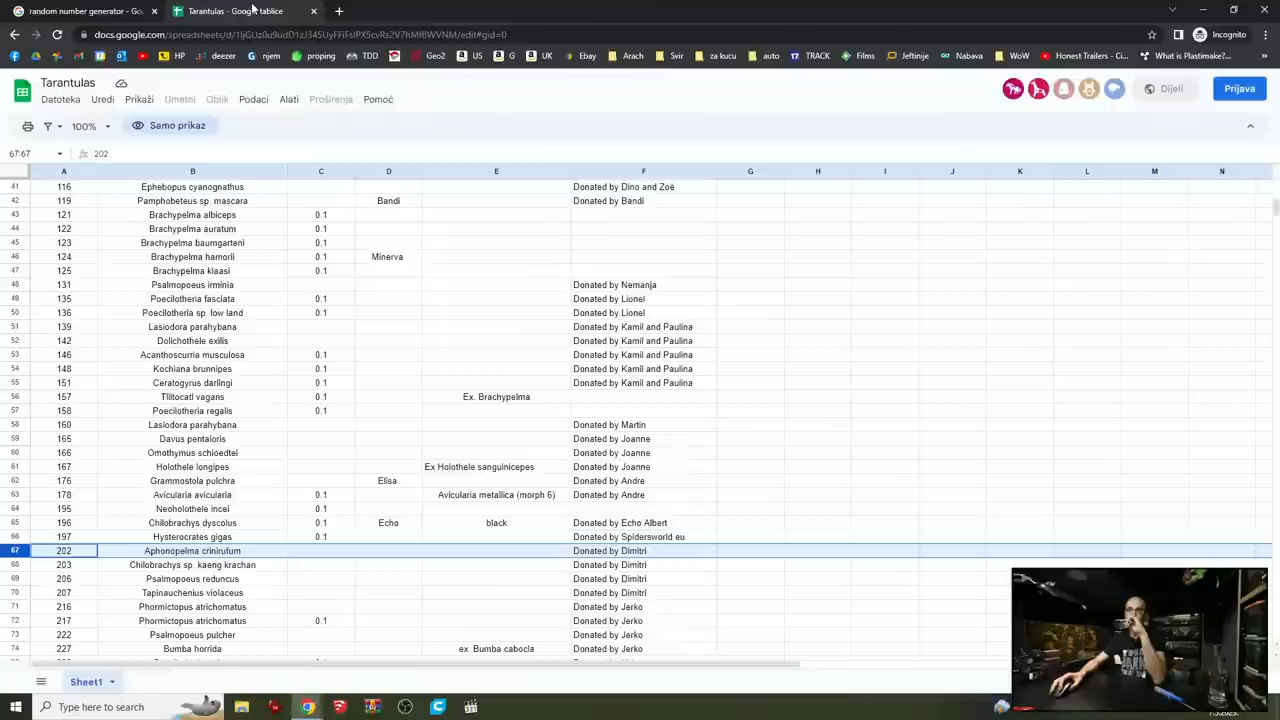 random number generator - Go
Tarantulas - Google tablice
docs.google.com/spreadsheets/d/1ljGUz0u9udD1zJ345UyFFiFsfPX5cvRs2V7hMfBWVNM/edit#gid=0
Incognito
HP deezer njem proping TDD Geo2 US US UK Ebay Arach Svir za kucu auto TRACK Films Jeftinije Nabava WoW Honest Trailers - C... What is Plastimake?...
Tarantulas
Datoteka Uredi Prikaži Umetni Oblik Podaci Alati Proširenja Pomoć
Dijeli
Prijava
100% Samo prikaz
67:67 fx 202
A B C D E F G H I J K L M N
41 116 Ephebopus cyanognathus Donated by Dino and Zoe
42 119 Pamphobeteus sp. mascara Bandi Donated by Bandi
43 121 Brachypelma albiceps 0.1
44 122 Brachypelma auratum 0.1
45 123 Brachypelma baumgarteni 0.1
46 124 Brachypelma hamorii 0.1 Minerva
47 125 Brachypelma klaasi 0.1
48 131 Psalmopoeus irminia Donated by Nemanja
49 135 Poecilotheria fasciata 0.1 Donated by Lionel
50 136 Poecilotheria sp. low land 0.1 Donated by Lionel
51 139 Lasiodora parahybana Donated by Kamil and Paulina
52 142 Dolichothele exilis Donated by Kamil and Paulina
53 146 Acanthoscurria musculosa 0.1 Donated by Kamil and Paulina
54 148 Kochiana brunnipes 0.1 Donated by Kamil and Paulina
55 151 Ceratogyrus darlingi 0.1 Donated by Kamil and Paulina
56 157 Tliltocatl vagans 0.1 Ex. Brachypelma
57 158 Poecilotheria regalis 0.1
58 160 Lasiodora parahybana Donated by Martin
59 165 Davus pentaloris Donated by Joanne
60 166 Omothymus schioedtei Donated by Joanne
61 167 Holothele longipes Ex Holothele sanguinicepes Donated by Joanne
62 176 Grammostola pulchra Elisa Donated by Andre
63 178 Avicularia avicularia 0.1 Avicularia metallica (morph 6) Donated by Andre
64 195 Neoholothele incei 0.1
65 196 Chilobrachys dyscolus 0.1 Echo black Donated by Echo Albert
66 197 Hysterocrates gigas 0.1 Donated by Spidersworld.eu
67 202 Aphonopelma crinirufum Donated by Dimitri
68 203 Chilobrachys sp. kaeng krachan Donated by Dimitri
69 206 Psalmopoeus reduncus Donated by Dimitri
70 207 Tapinauchenius violaceus Donated by Dimitri
71 216 Phormictopus atrichomatus Donated by Jerko
72 217 Phormictopus atrichomatus 0.1 Donated by Jerko
73 222 Psalmopoeus pulcher Donated by Jerko
74 227 Bumba horrida ex. Bumba cabocla Donated by Jerko
Sheet1
Type here to search